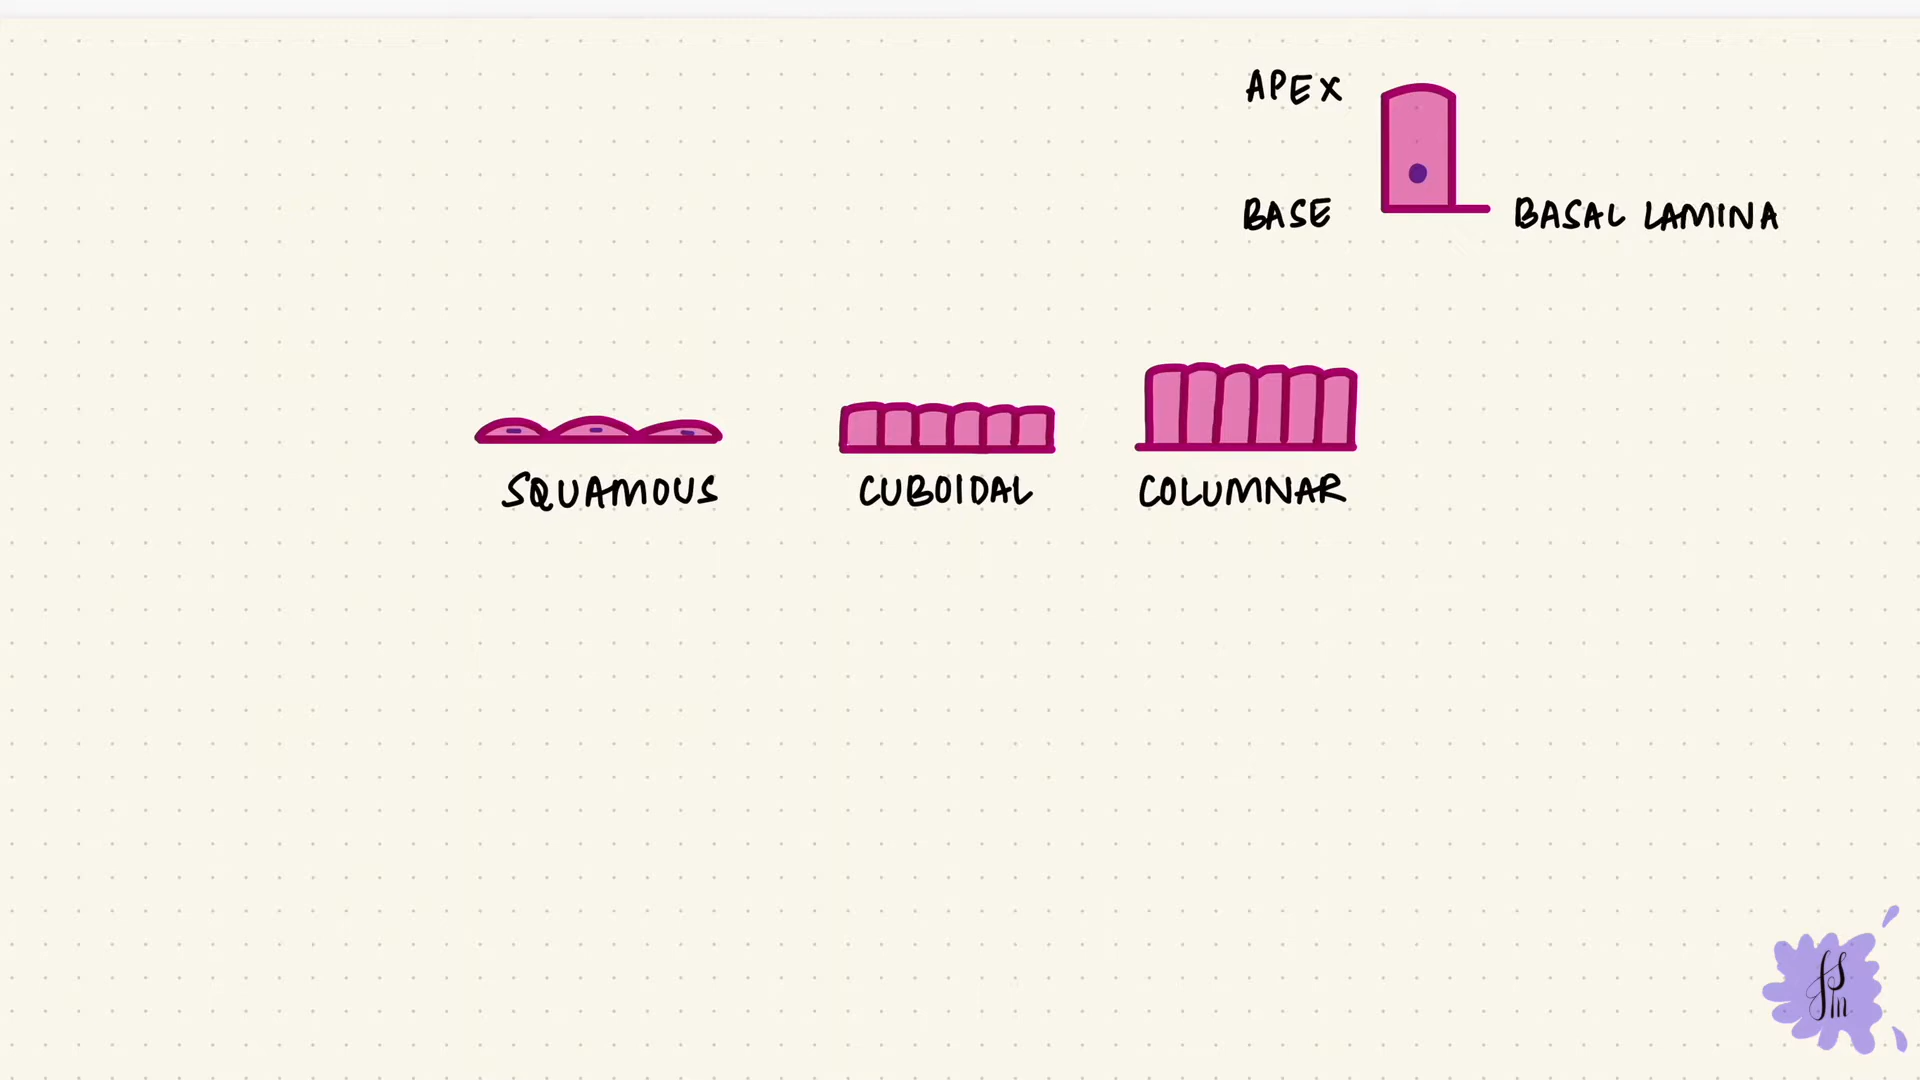 APEX
BASE
BASAL LAMINA
SQUAMOUS
CUBOIDAL
COLUMNAR